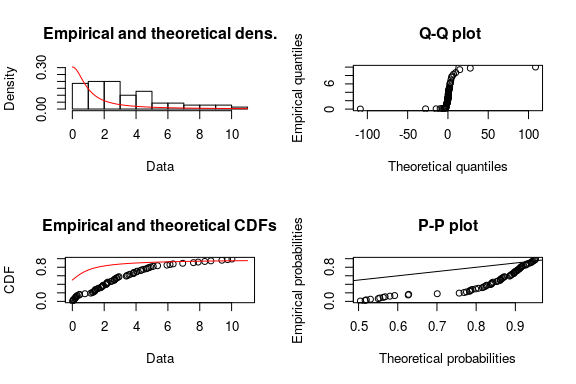 Empirical and theoretical dens.
Density
0.00 0.30
0 2 4 6 8 10
Data
Q-Q plot
Empirical quantiles
0 6
-100 -50 0 50 100
Theoretical quantiles
Empirical and theoretical CDFs
CDF
0.0 0.8
0 2 4 6 8 10
Data
P-P plot
Empirical probabilities
0.0 0.8
0.5 0.6 0.7 0.8 0.9
Theoretical probabilities